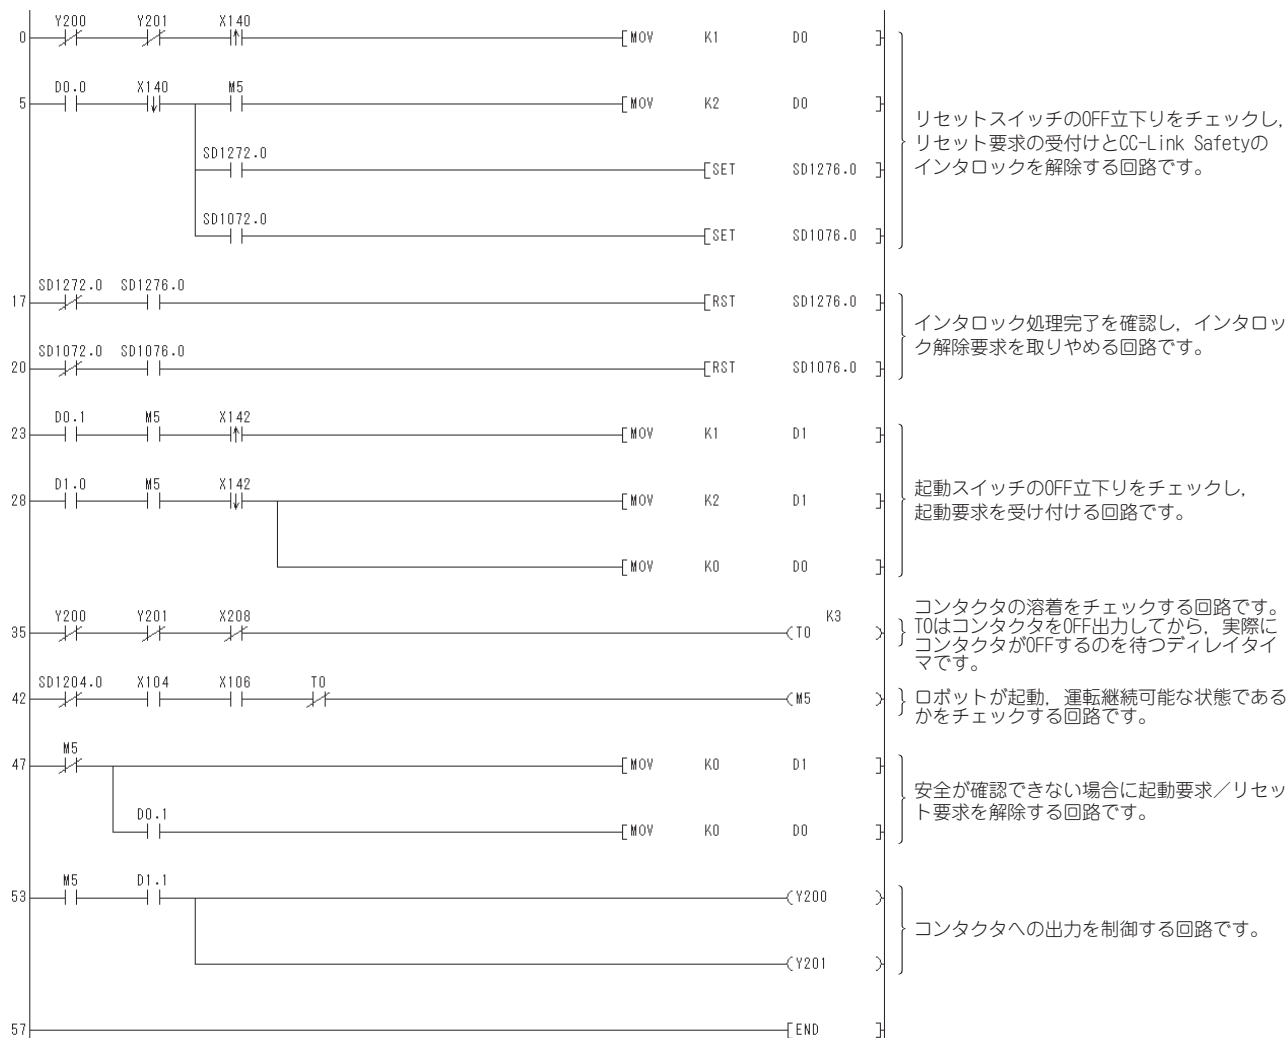 Y200 Y201 X140
0 MOV K1 D0
D0.0 X140 M5
5 MOV K2 D0
SD1272.0
SET SD1276.0
SD1072.0
SET SD1076.0
リセットスイッチのOFF立下りをチェックし，
リセット要求の受付けとCC-Link Safetyの
インタロックを解除する回路です。
SD1272.0 SD1276.0
17 RST SD1276.0
SD1072.0 SD1076.0
20 RST SD1076.0
インタロック処理完了を確認し，インタロッ
ク解除要求を取りやめる回路です。
D0.1 M5 X142
23 MOV K1 D1
D1.0 M5 X142
28 MOV K2 D1
MOV K0 D0
起動スイッチのOFF立下りをチェックし，
起動要求を受け付ける回路です。
Y200 Y201 X208 K3
35 T0
コンタクタの溶着をチェックする回路です。
T0はコンタクタをOFF出力してから，実際に
コンタクタがOFFするのを待つディレイタイ
マです。
SD1204.0 X104 X106 T0
42 M5
ロボットが起動，運転継続可能な状態である
かをチェックする回路です。
M5
47 MOV K0 D1
D0.1
MOV K0 D0
安全が確認できない場合に起動要求／リセッ
ト要求を解除する回路です。
M5 D1.1
53 Y200
Y201
コンタクタへの出力を制御する回路です。
57 END